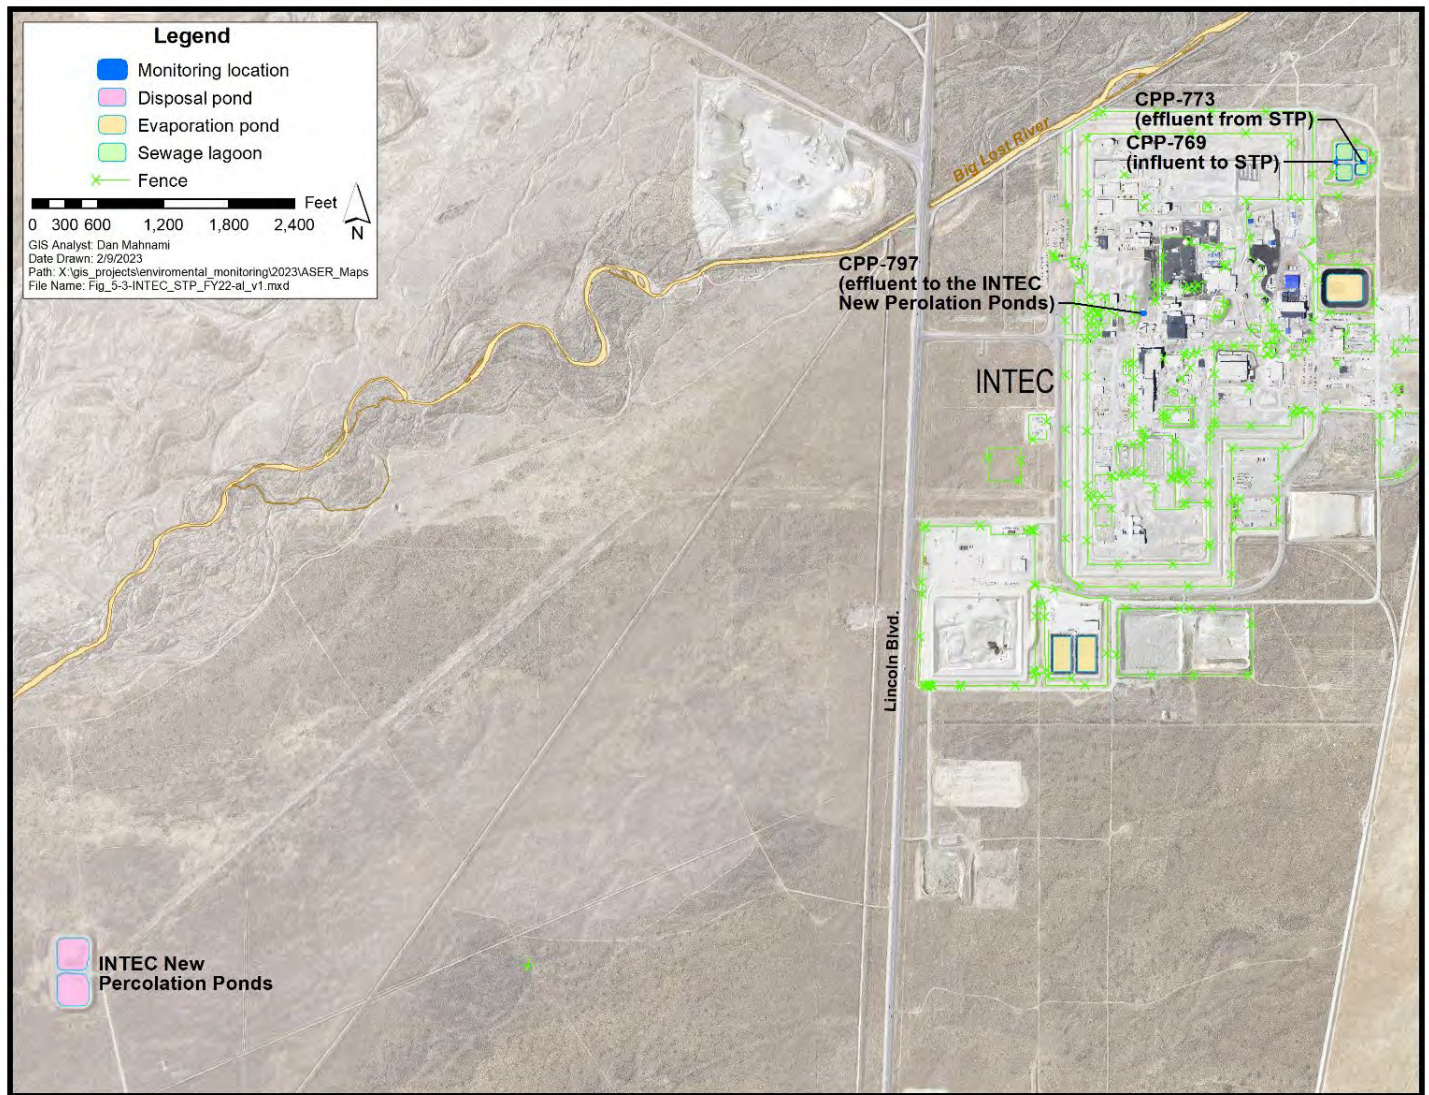 Legend
Monitoring location
Disposal pond
Evaporation pond
Sewage lagoon
Fence
Feet
0 300 600 1,200 1,800 2,400
N
GIS Analyst: Dan Mahnami
Date Drawn: 2/9/2023
Path: X:\gis_projects\enviromental_monitoring\2023\ASER_Maps
File Name: Fig_5-3-INTEC_STP_FY22-al_v1.mxd
Big Lost River
CPP-773
(effluent from STP)
CPP-769
(influent to STP)
CPP-797
(effluent to the INTEC
New Perolation Ponds)
INTEC
Lincoln Blvd.
INTEC New
Percolation Ponds